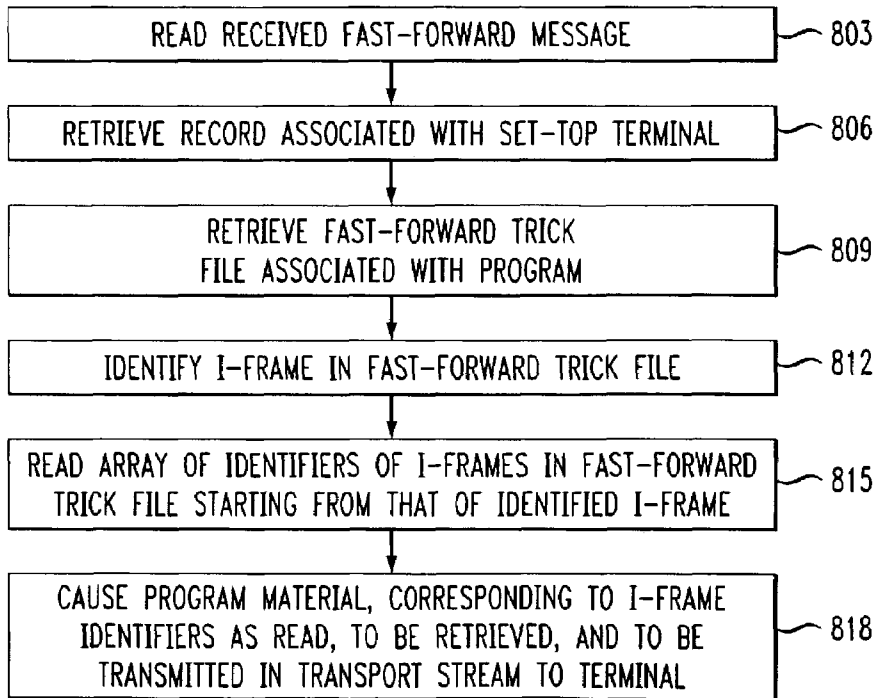 READ RECEIVED FAST-FORWARD MESSAGE 803
RETRIEVE RECORD ASSOCIATED WITH SET-TOP TERMINAL 806
RETRIEVE FAST-FORWARD TRICK
FILE ASSOCIATED WITH PROGRAM 809
IDENTIFY I-FRAME IN FAST-FORWARD TRICK FILE 812
READ ARRAY OF IDENTIFIERS OF I-FRAMES IN FAST-FORWARD
TRICK FILE STARTING FROM THAT OF IDENTIFIED I-FRAME 815
CAUSE PROGRAM MATERIAL, CORRESPONDING TO I-FRAME
IDENTIFIERS AS READ, TO BE RETRIEVED, AND TO BE 818
TRANSMITTED IN TRANSPORT STREAM TO TERMINAL